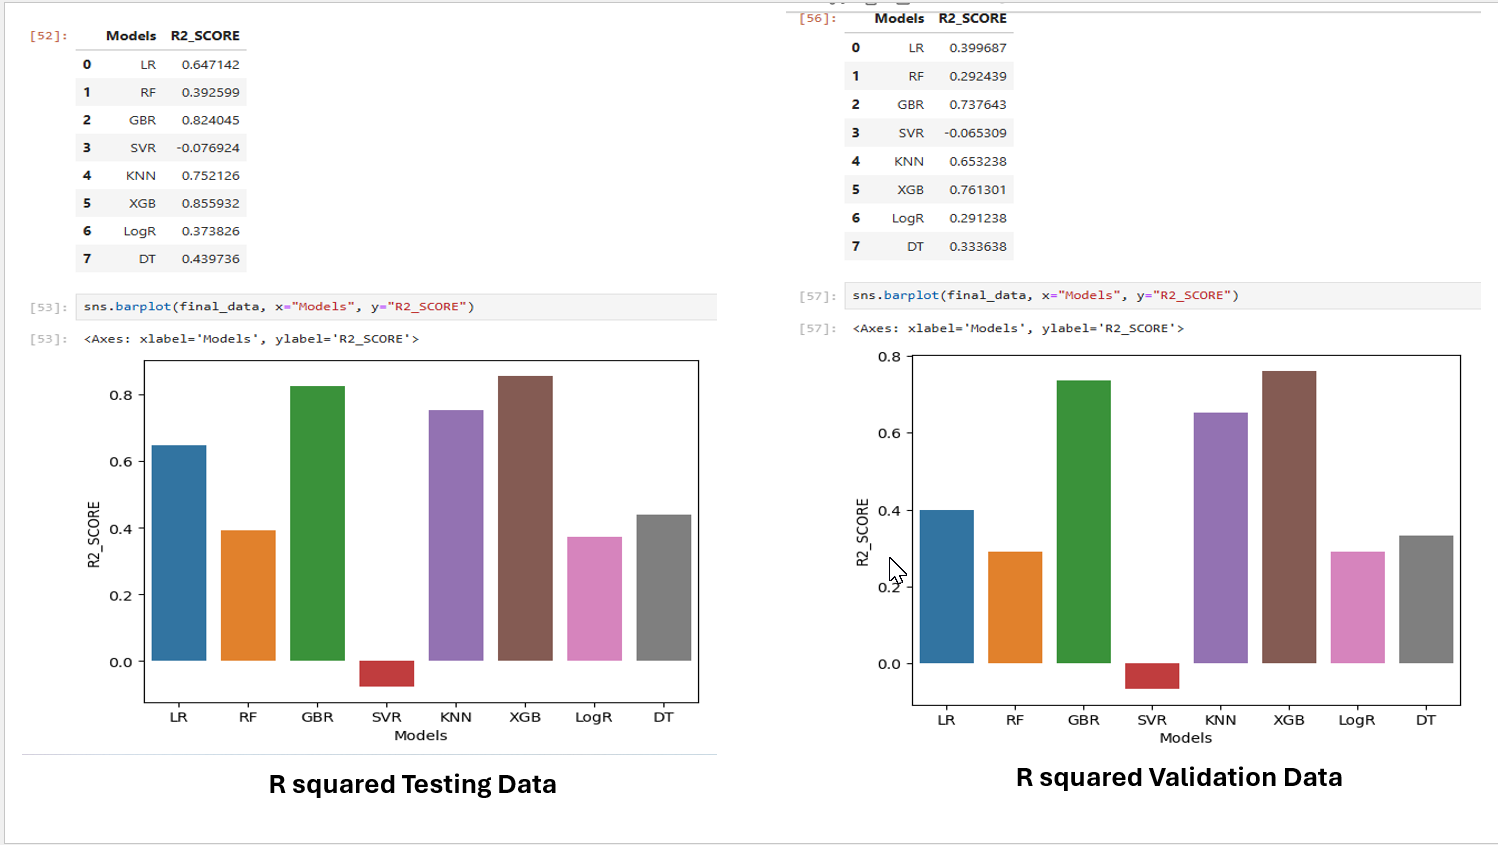 [52]: Models R2_SCORE
0 LR 0.647142
1 RF 0.392599
2 GBR 0.824045
3 SVR -0.076924
4 KNN 0.752126
5 XGB 0.855932
6 LogR 0.373826
7 DT 0.439736
[53]: sns.barplot(final_data, x="Models", y="R2_SCORE")
[53]: <Axes: xlabel='Models', ylabel='R2_SCORE'>
0.8
0.6
0.4
0.2
0.0
R2_SCORE
LR RF GBR SVR KNN XGB LogR DT
Models
R squared Testing Data
[56]: Models R2_SCORE
0 LR 0.399687
1 RF 0.292439
2 GBR 0.737643
3 SVR -0.065309
4 KNN 0.653238
5 XGB 0.761301
6 LogR 0.291238
7 DT 0.333638
[57]: sns.barplot(final_data, x="Models", y="R2_SCORE")
[57]: <Axes: xlabel='Models', ylabel='R2_SCORE'>
0.8
0.6
0.4
0.2
0.0
R2_SCORE
LR RF GBR SVR KNN XGB LogR DT
Models
R squared Validation Data